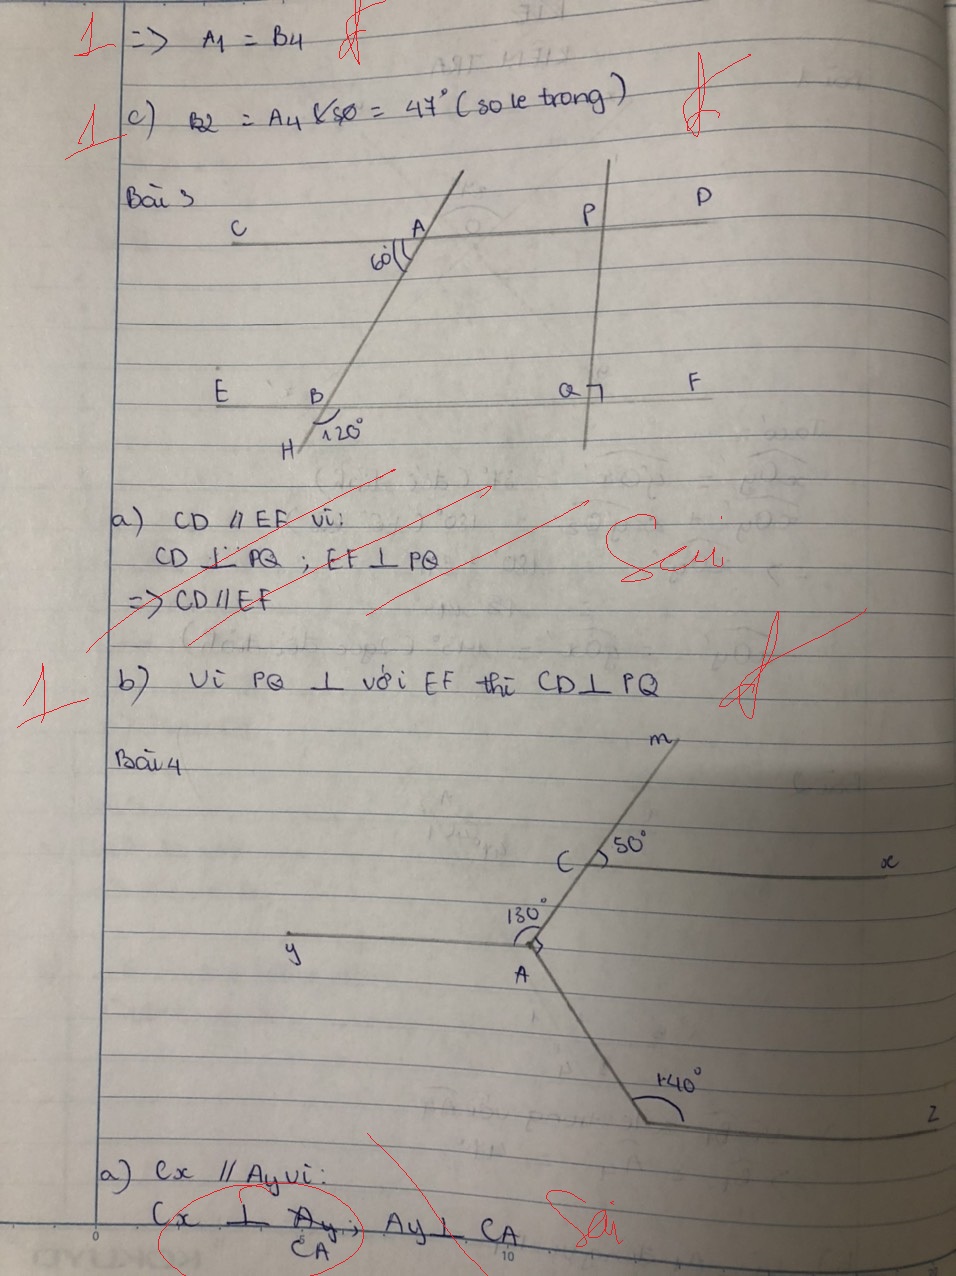 1 => A1 = B4 đ
1 c) B2 = A4 = 47° (so le trong) đ
Bài 3
C A P D
60°
E B Q F
H 120°
a) CD // EF vì:
CD ⊥ PQ ; EF ⊥ PQ Sai
=> CD // EF
1 b) Vì PQ ⊥ với EF thì CD ⊥ PQ đ
Bài 4
m
C 50° x
130°
y A
140°
z
a) Cx // Ay vì:
Cx ⊥ Ay; Ay ⊥ CA Sai
CA
0 10